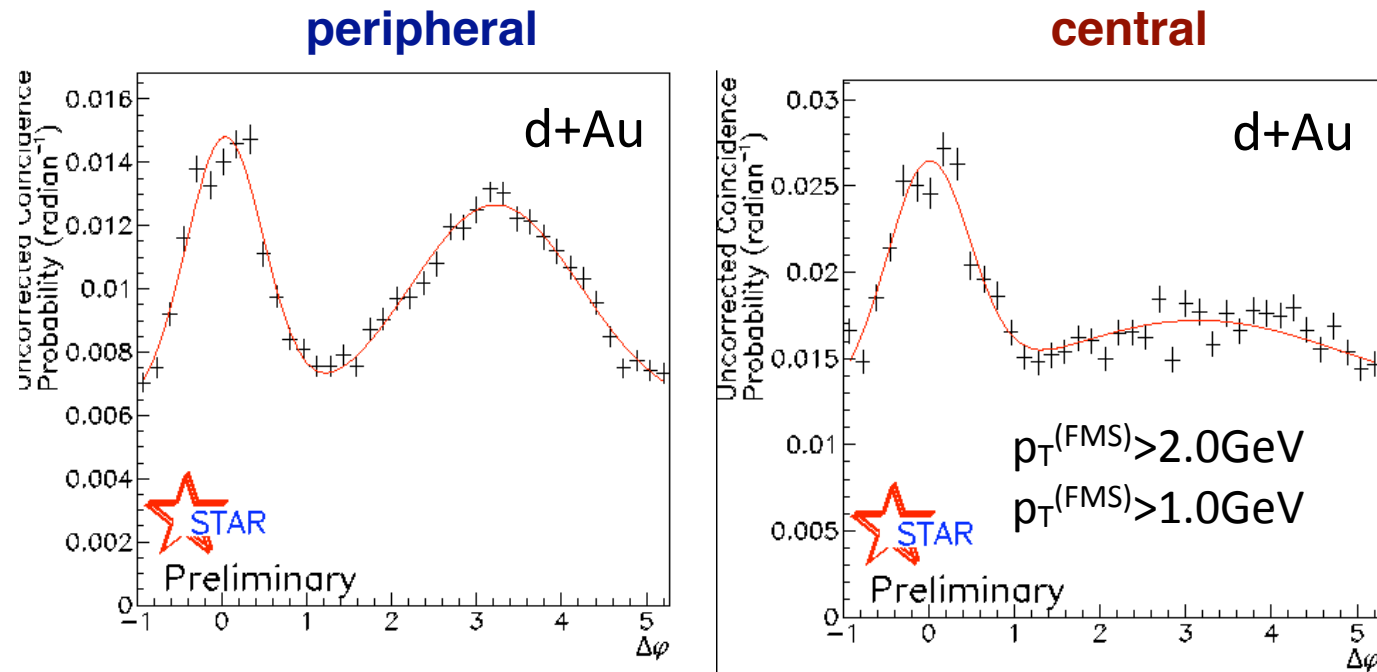 peripheral
central
Uncorrected Coincidence
Probability (radian⁻¹)
0.016
0.014
0.012
0.01
0.008
0.006
0.004
0.002
0
-1
0
1
2
3
4
5
Δφ
d+Au
STAR
Preliminary
Uncorrected Coincidence
Probability (radian⁻¹)
0.03
0.025
0.02
0.015
0.01
0.005
0
-1
0
1
2
3
4
5
Δφ
d+Au
p_T^(FMS)>2.0GeV
p_T^(FMS)>1.0GeV
STAR
Preliminary